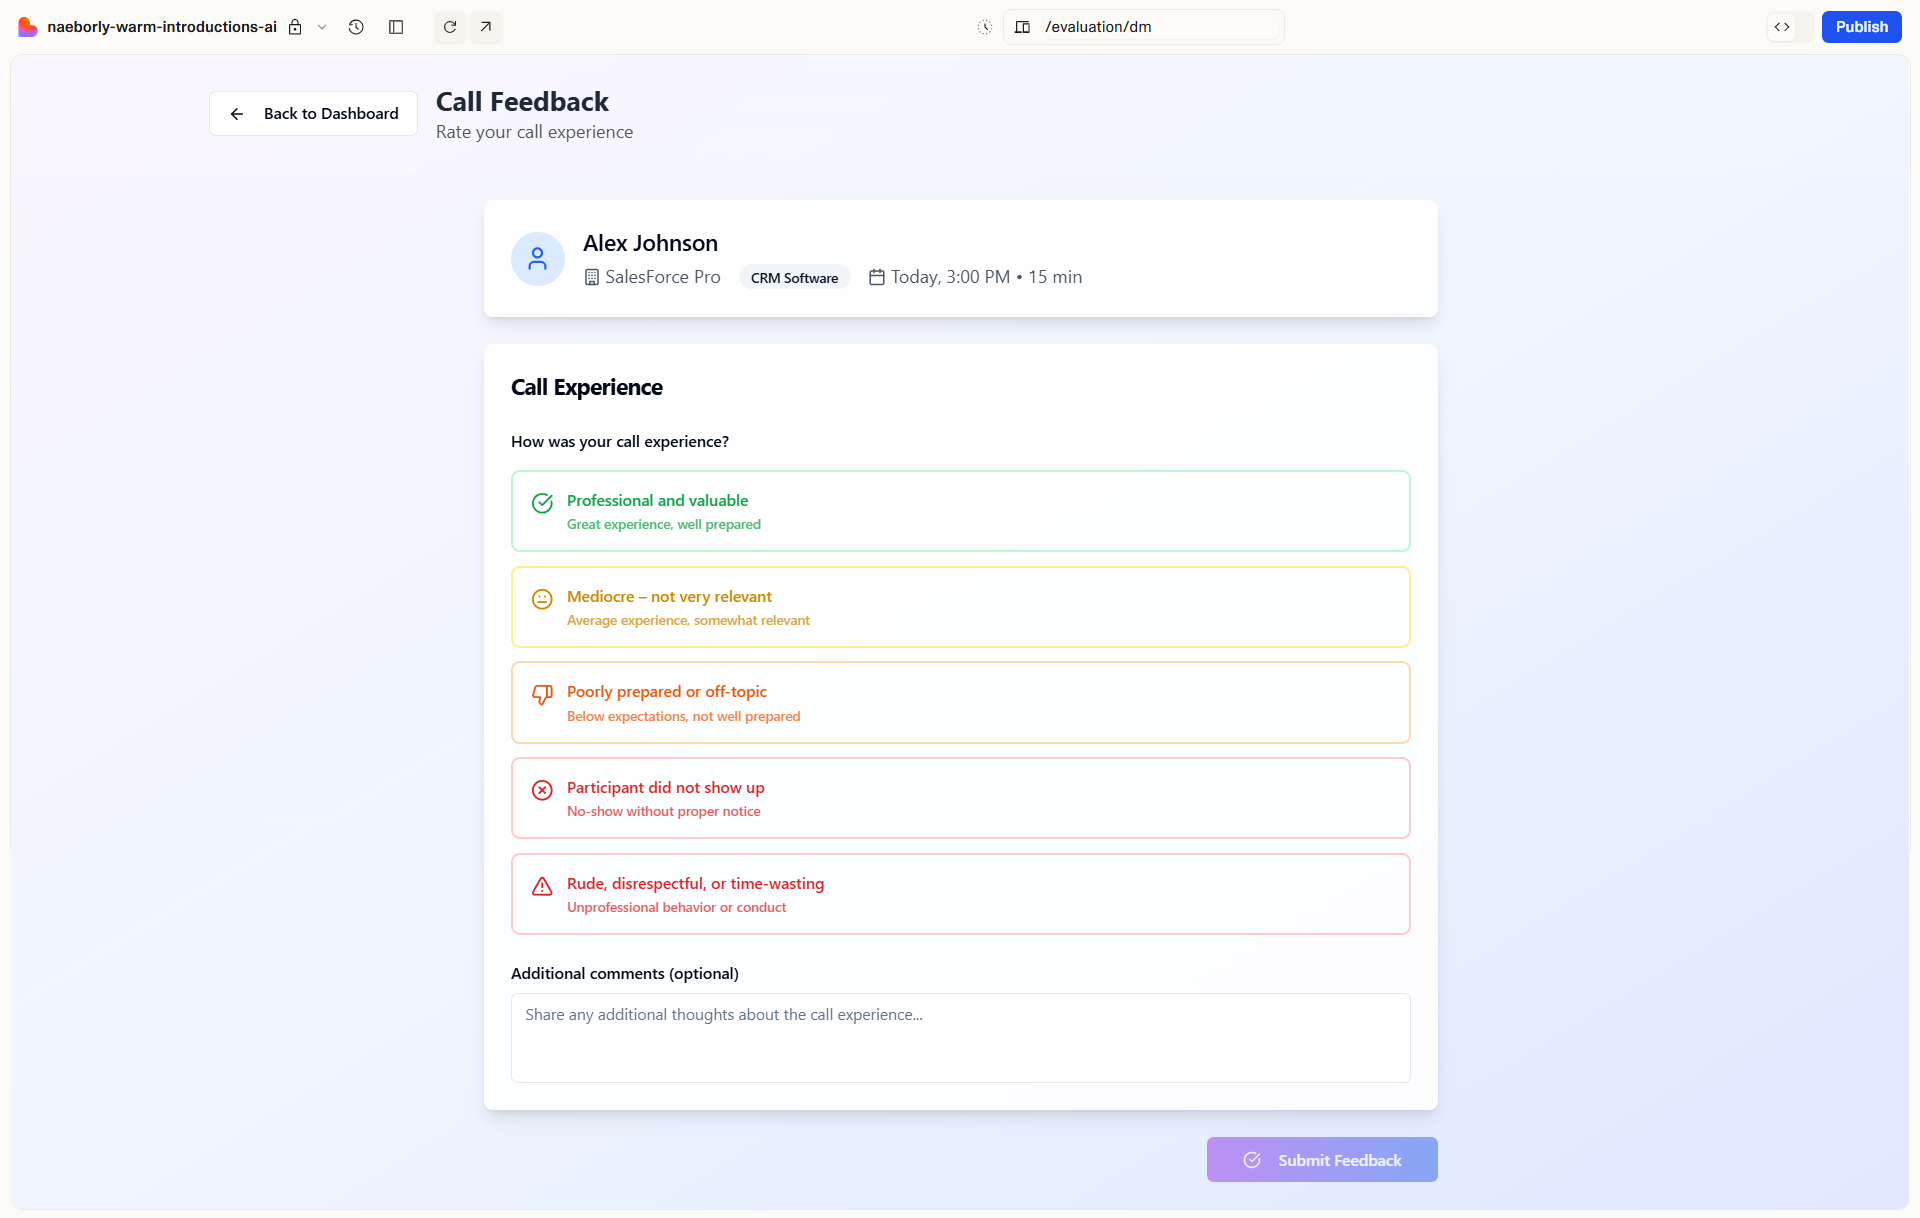 naeborly-warm-introductions-ai
/evaluation/dm
Publish
Back to Dashboard
Call Feedback
Rate your call experience
Alex Johnson
SalesForce Pro
CRM Software
Today, 3:00 PM • 15 min
Call Experience
How was your call experience?
Professional and valuable
Great experience, well prepared
Mediocre – not very relevant
Average experience, somewhat relevant
Poorly prepared or off-topic
Below expectations, not well prepared
Participant did not show up
No-show without proper notice
Rude, disrespectful, or time-wasting
Unprofessional behavior or conduct
Additional comments (optional)
Share any additional thoughts about the call experience...
Submit Feedback